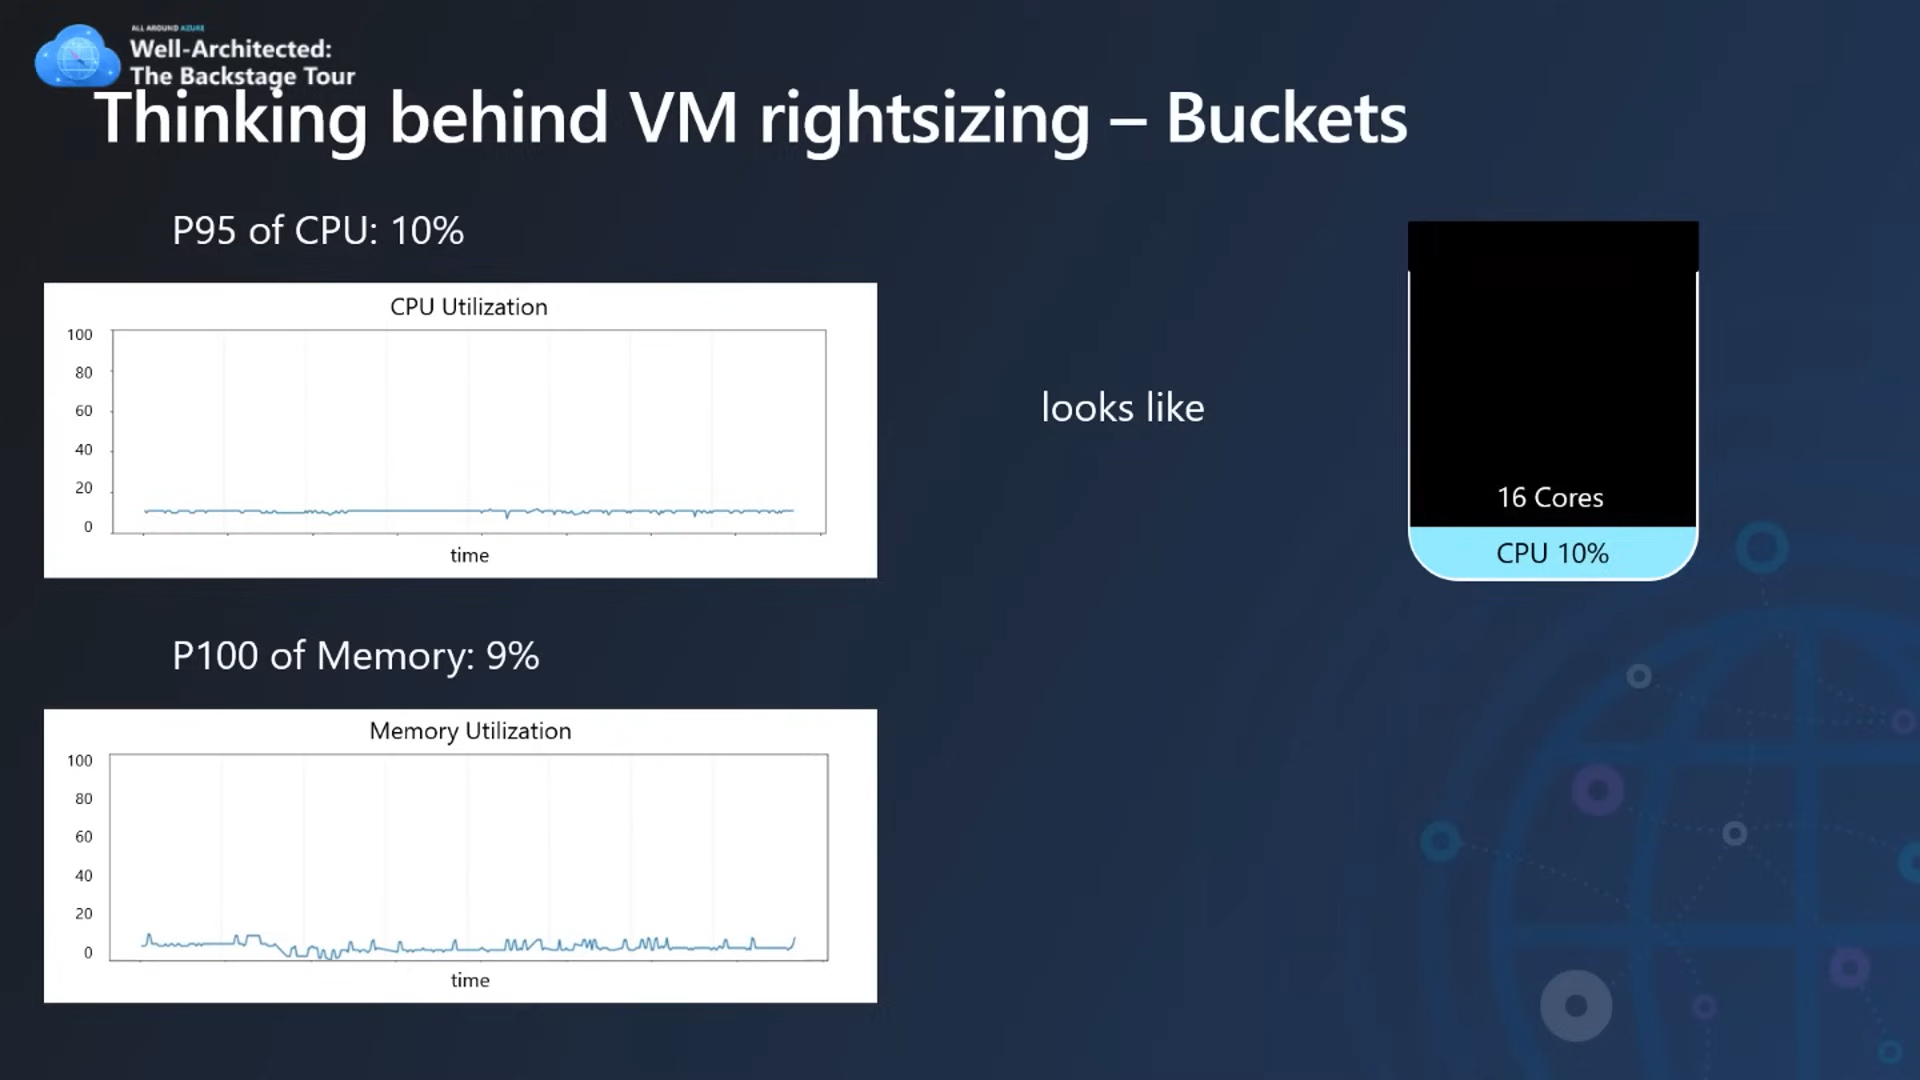 ALL AROUND AZURE
Well-Architected:
The Backstage Tour
Thinking behind VM rightsizing – Buckets
P95 of CPU: 10%
CPU Utilization
100
80
60
40
20
0
time
looks like
16 Cores
CPU 10%
P100 of Memory: 9%
Memory Utilization
100
80
60
40
20
0
time